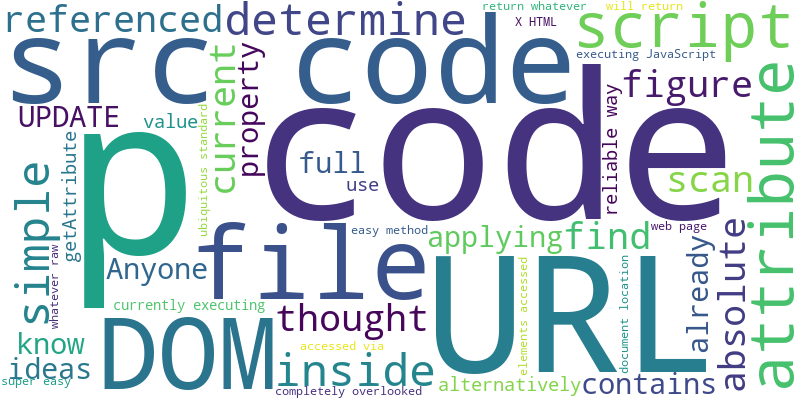 referenced
determine
return whatever
will return
X HTML
script
src
code
executing JavaScript
UPDATE
value
current
property
ubiquitous standard
full
use
code
reliable way
figure
attribute
scan
p
getAttribute
simple
whatever raw
Anyone
file
easy method
applying
find
web page
already
absolute
currently executing
thought
URL
elements accessed
document location
know
ideas
super easy
DOM
accessed via
inside
completely overlooked
alternatively
contains